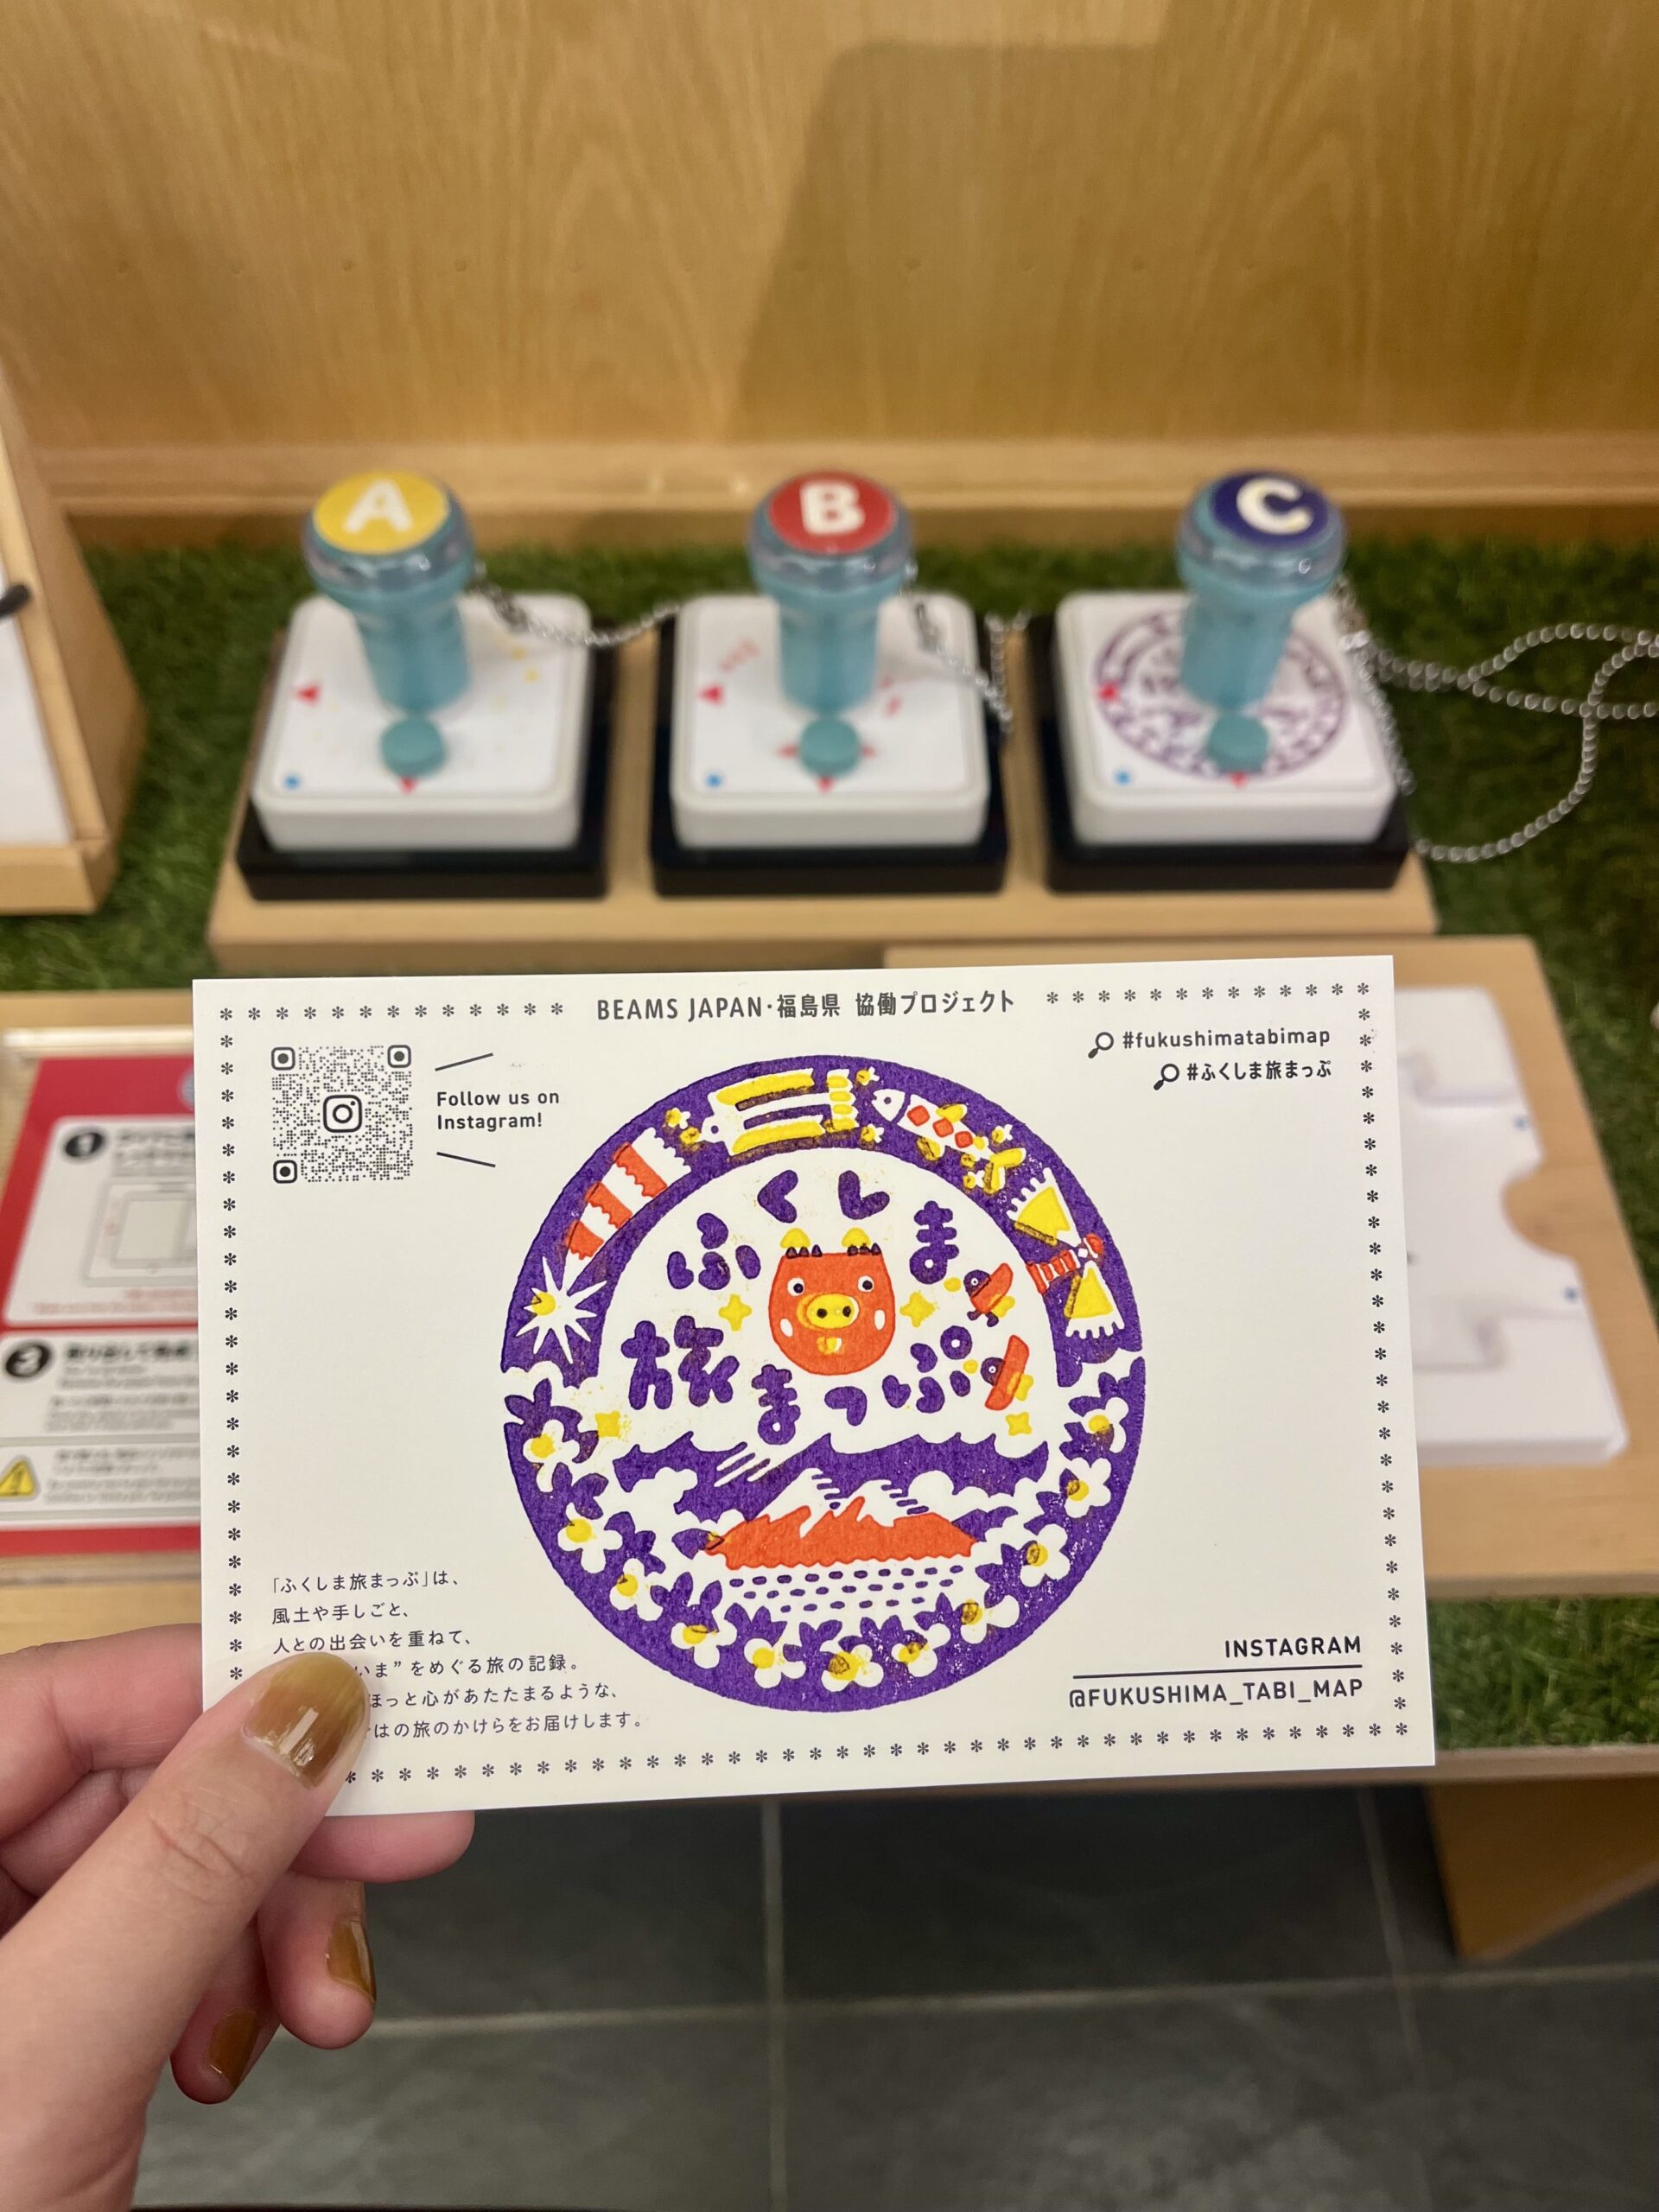 A
B
C
BEAMS JAPAN・福島県 協働プロジェクト
#fukushimatabimap
#ふくしま旅まっぷ
Follow us on
Instagram!
ふくしま
旅まっぷ
「ふくしま旅まっぷ」は、
風土や手しごと、
人との出会いを重ねて、
いま”をめぐる旅の記録。
ほっと心があたたまるような、
はの旅のかけらをお届けします。
INSTAGRAM
@FUKUSHIMA_TABI_MAP
1
3